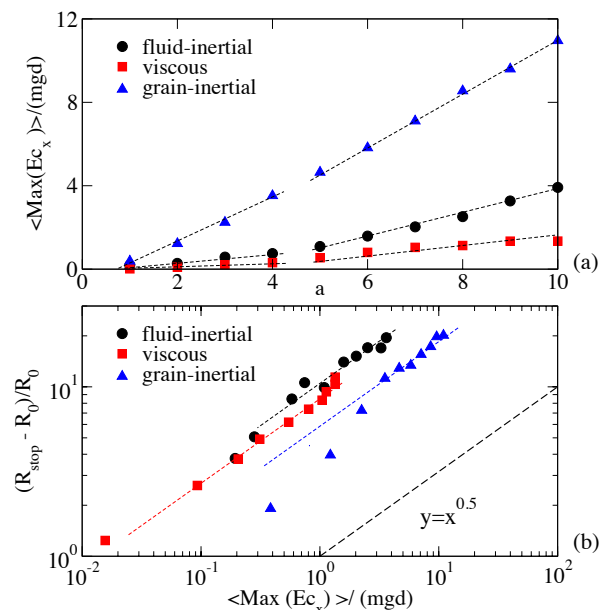 12
8
4
0
<Max(Ec_x)>/(mgd)
fluid-inertial
viscous
grain-inertial
0 2 4 6 8 10
a
(a)
10^1
10^0
(R_stop - R_0)/R_0
fluid-inertial
viscous
grain-inertial
y=x^0.5
(b)
10^-2 10^-1 10^0 10^1 10^2
<Max (Ec_x) >/ (mgd)